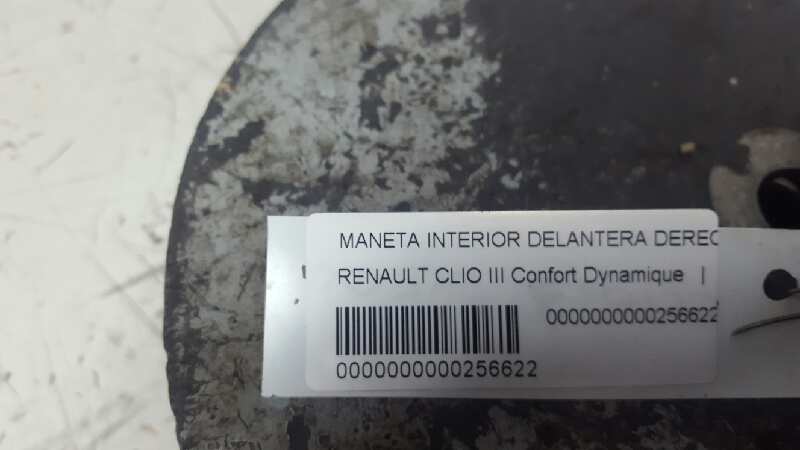 MANETA INTERIOR DELANTERA DEREC
RENAULT CLIO III Confort Dynamique |
0000000000256622
0000000000256622